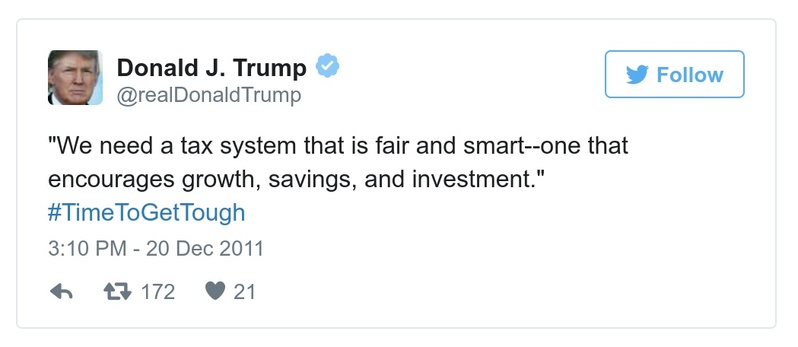 Donald J. Trump
@realDonaldTrump
Follow
"We need a tax system that is fair and smart--one that
encourages growth, savings, and investment."
#TimeToGetTough
3:10 PM - 20 Dec 2011
172 21